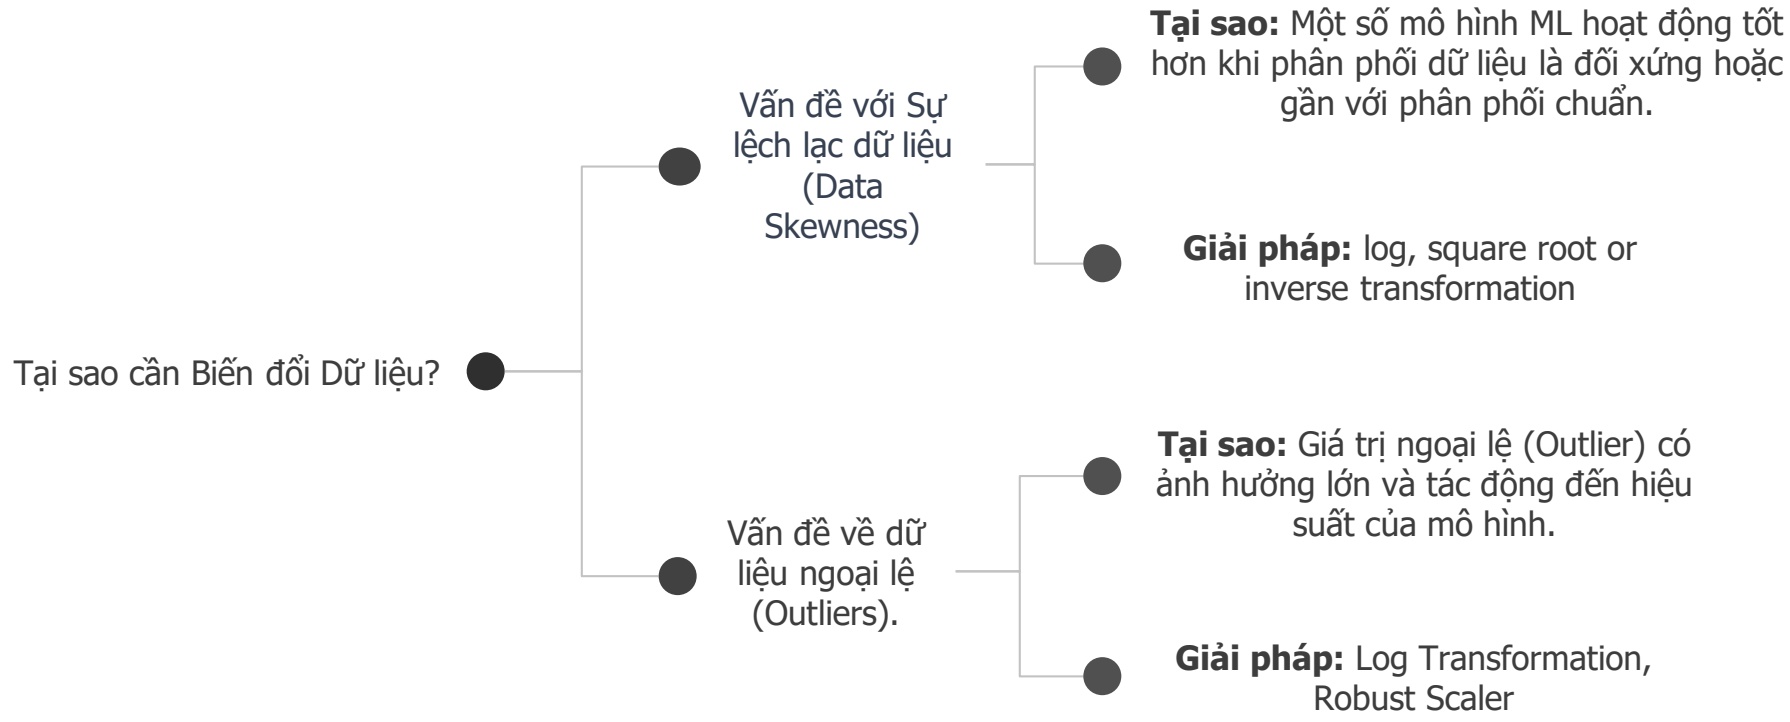 Tại sao cần Biến đổi Dữ liệu?
Vấn đề với Sự
lệch lạc dữ liệu
(Data
Skewness)
Tại sao: Một số mô hình ML hoạt động tốt
hơn khi phân phối dữ liệu là đối xứng hoặc
gần với phân phối chuẩn.
Giải pháp: log, square root or
inverse transformation
Vấn đề về dữ
liệu ngoại lệ
(Outliers).
Tại sao: Giá trị ngoại lệ (Outlier) có
ảnh hưởng lớn và tác động đến hiệu
suất của mô hình.
Giải pháp: Log Transformation,
Robust Scaler